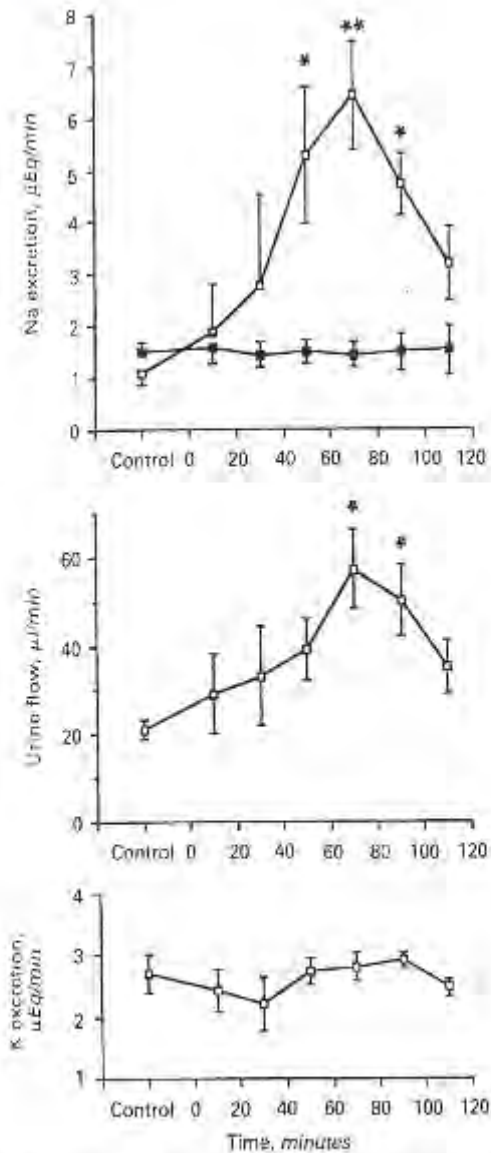 Na excretion, µEq/min
8
**
*
*
7
6
5
4
3
2
1
0
Control 0 20 40 60 80 100 120
Urine flow, µl/min
*
*
60
40
20
0
Control 0 20 40 60 80 100 120
K excretion,
µEq/min
4
3
2
1
Control 0 20 40 60 80 100 120
Time, minutes